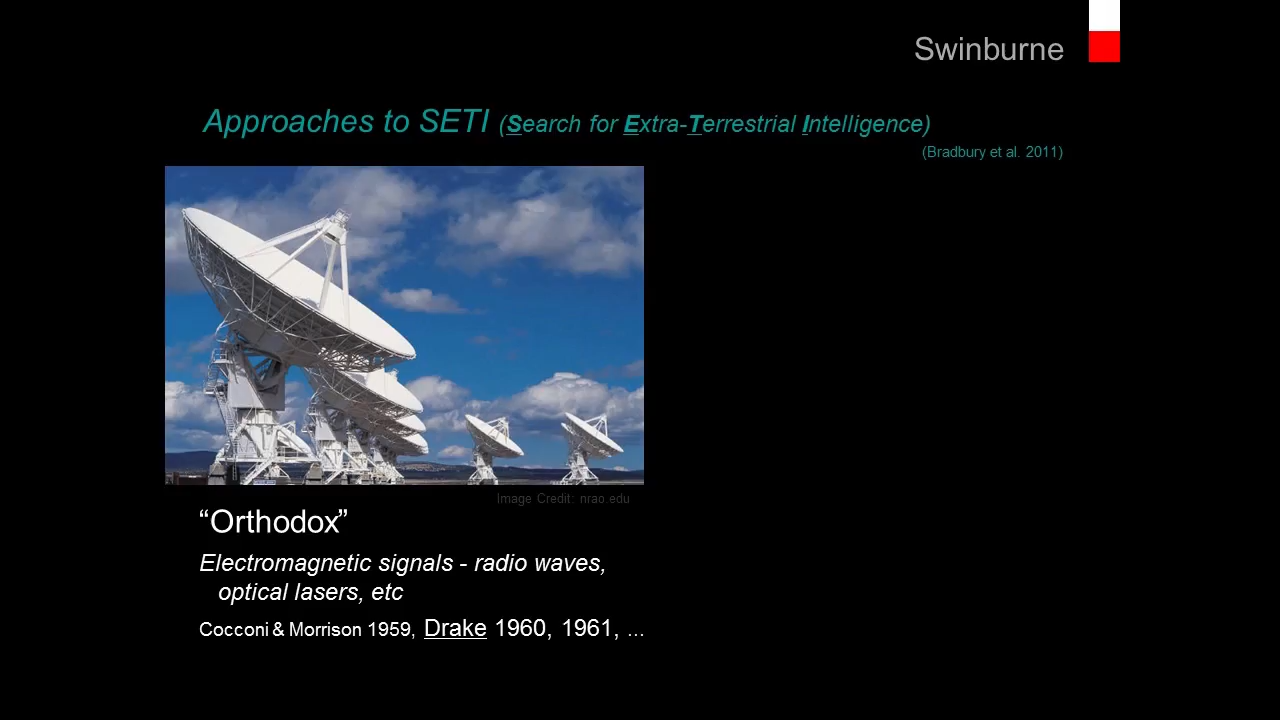 Swinburne
Approaches to SETI (Search for Extra-Terrestrial Intelligence)
(Bradbury et al. 2011)
Image Credit: nrao.edu
“Orthodox”
Electromagnetic signals - radio waves,
optical lasers, etc
Cocconi & Morrison 1959, Drake 1960, 1961, ...